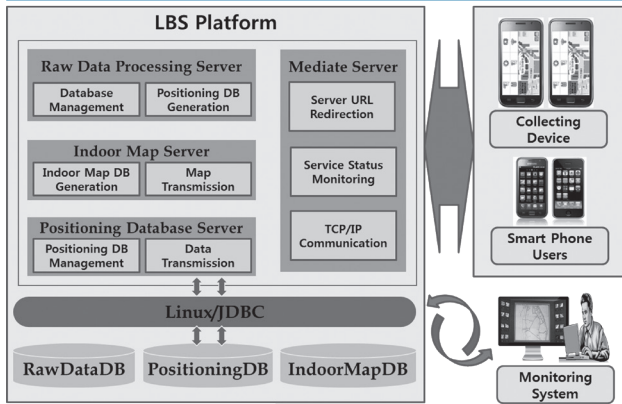 LBS Platform
Raw Data Processing Server
Database
Management
Positioning DB
Generation
Indoor Map Server
Indoor Map DB
Generation
Map
Transmission
Positioning Database Server
Positioning DB
Management
Data
Transmission
Mediate Server
Server URL
Redirection
Service Status
Monitoring
TCP/IP
Communication
Linux/JDBC
RawDataDB
PositioningDB
IndoorMapDB
Collecting
Device
Smart Phone
Users
Monitoring
System